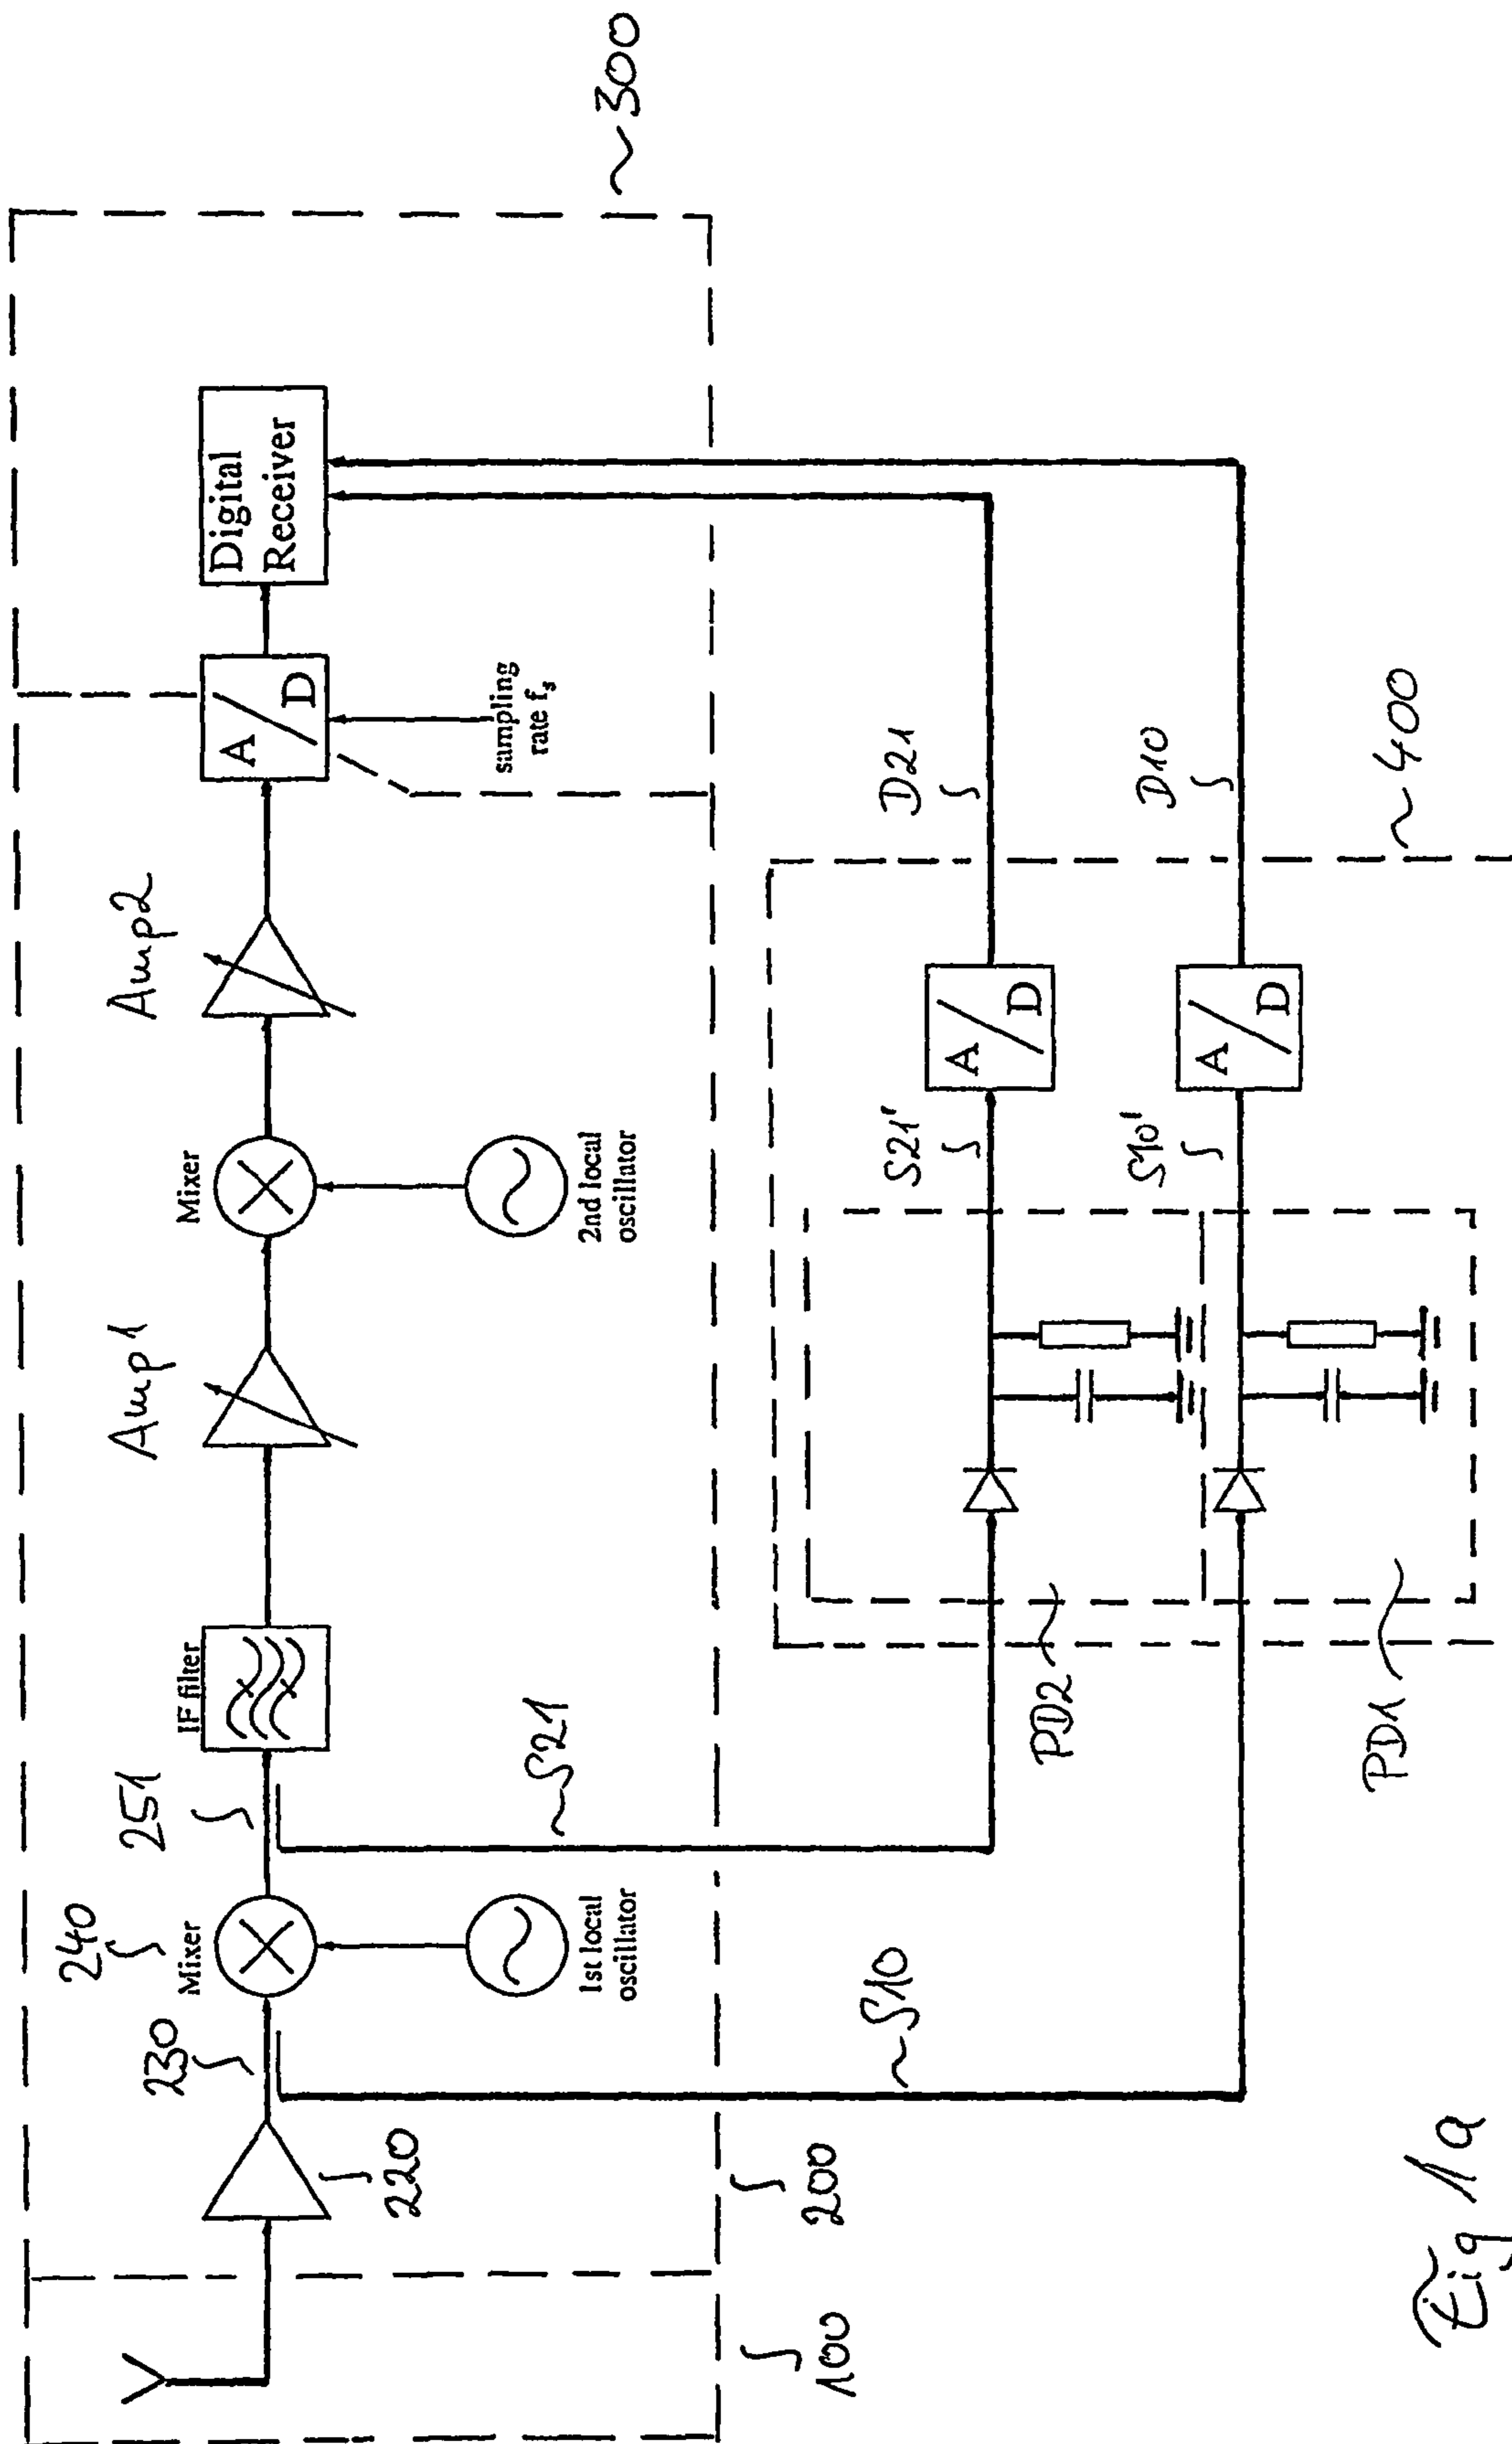 ~300
Digital
Receiver
A
D
sampling
rate fs
Amp2
Mixer
2nd local
oscillator
Amp1
IF filter
251
240
Mixer
1st local
oscillator
230
220
200
100
~S21
~S10
D21
D10
~400
A
D
A
D
S21'
S10'
PD2
PD1
Fig 1a